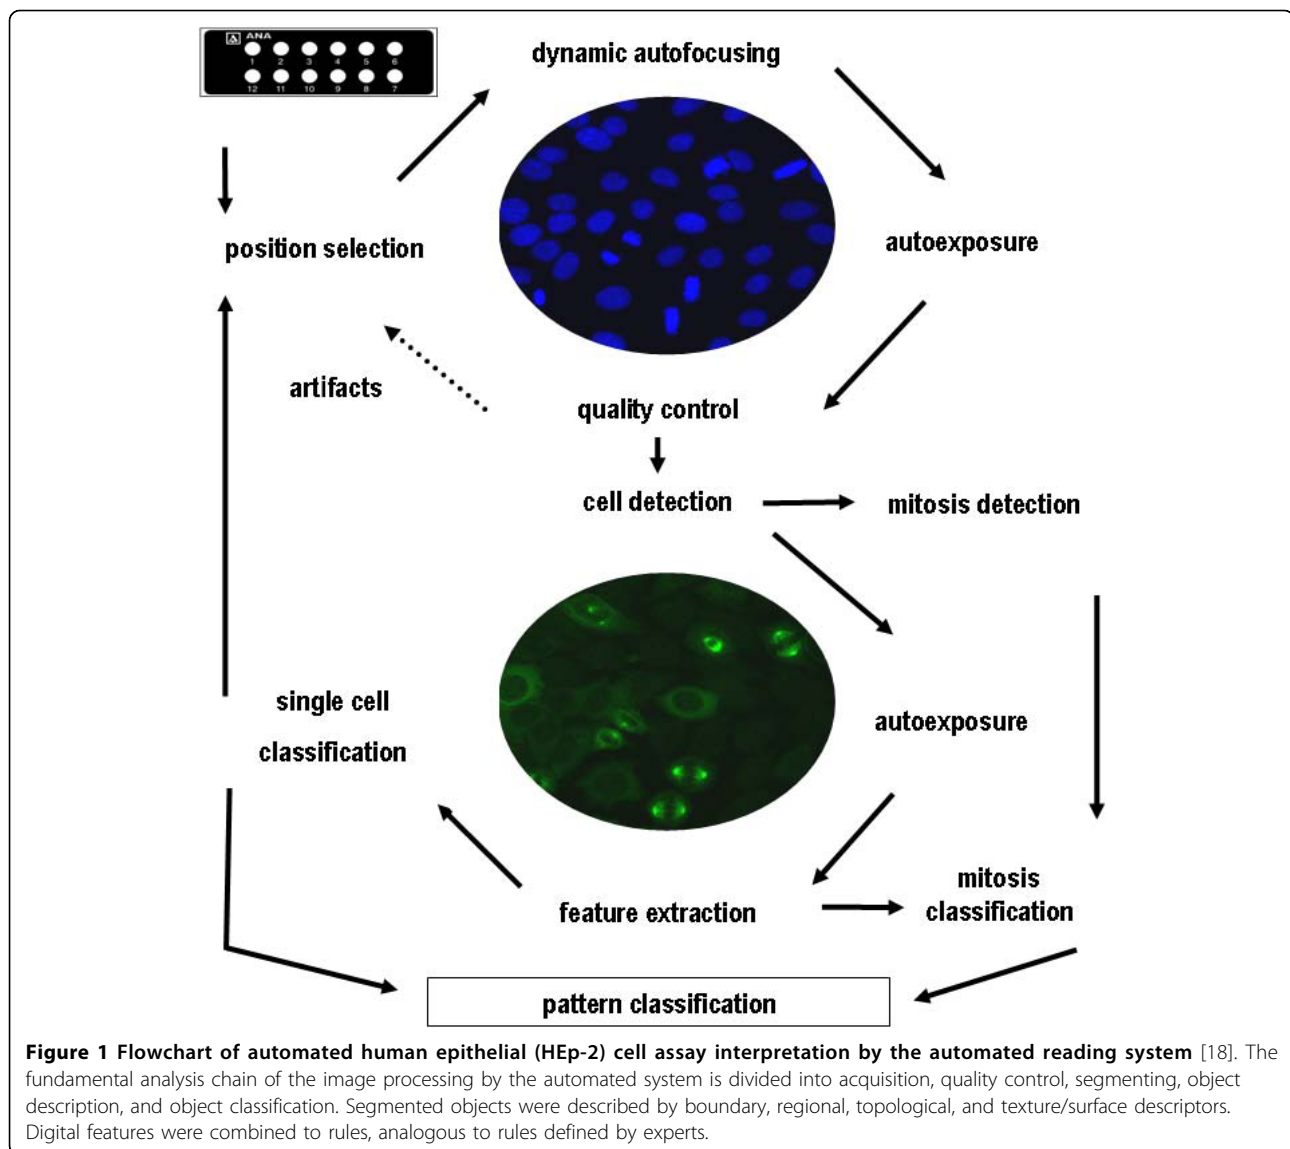 ANA
1 2 3 4 5 6
12 11 10 9 8 7
dynamic autofocusing
position selection
autoexposure
artifacts
quality control
cell detection
mitosis detection
single cell
classification
autoexposure
feature extraction
mitosis
classification
pattern classification
Figure 1 Flowchart of automated human epithelial (HEp-2) cell assay interpretation by the automated reading system [18]. The
fundamental analysis chain of the image processing by the automated system is divided into acquisition, quality control, segmenting, object
description, and object classification. Segmented objects were described by boundary, regional, topological, and texture/surface descriptors.
Digital features were combined to rules, analogous to rules defined by experts.